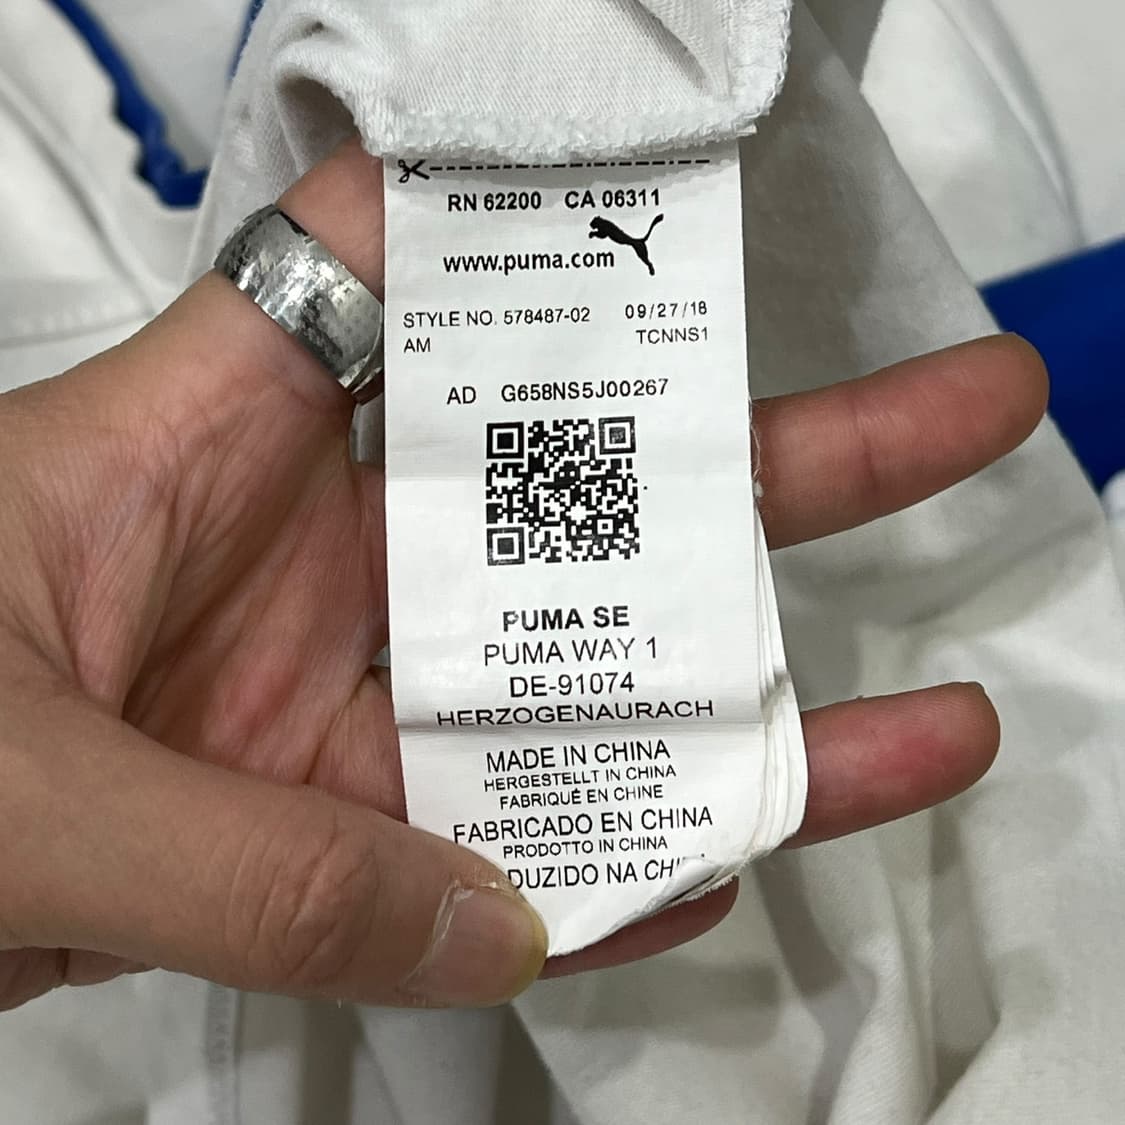 RN 62200 CA 06311
www.puma.com
STYLE NO. 578487-02 09/27/18
AM TCNNS1
AD G658NS5J00267
PUMA SE
PUMA WAY 1
DE-91074
HERZOGENAURACH
MADE IN CHINA
HERGESTELLT IN CHINA
FABRIQUÉ EN CHINE
FABRICADO EN CHINA
PRODOTTO IN CHINA
DUZIDO NA